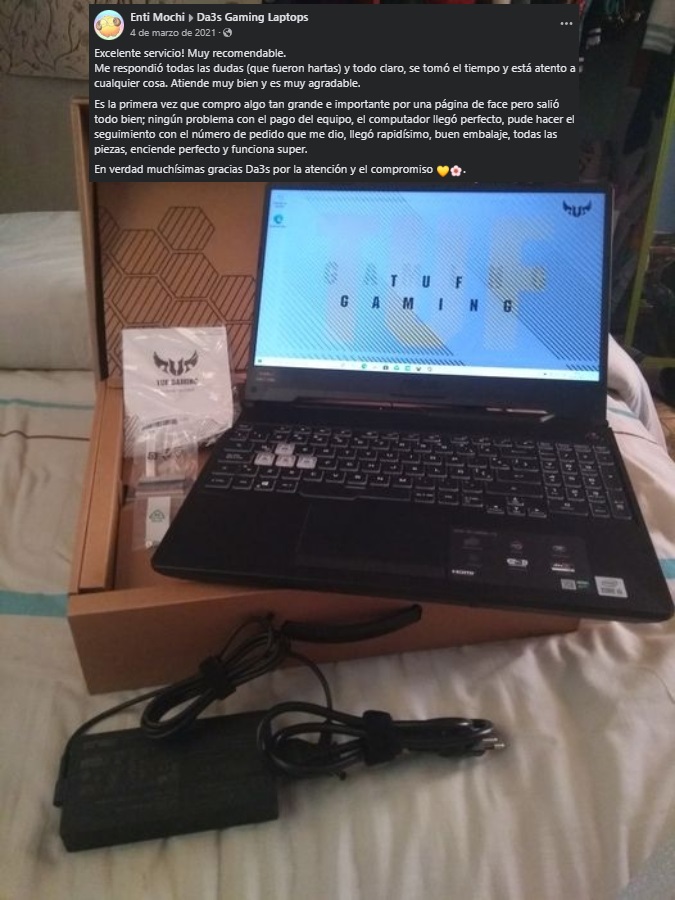 Enti Mochi ▸ Da3s Gaming Laptops
4 de marzo de 2021 ·
Excelente servicio! Muy recomendable.
Me respondió todas las dudas (que fueron hartas) y todo claro, se tomó el tiempo y está atento a
cualquier cosa. Atiende muy bien y es muy agradable.
Es la primera vez que compro algo tan grande e importante por una página de face pero salió
todo bien; ningún problema con el pago del equipo, el computador llegó perfecto, pude hacer el
seguimiento con el número de pedido que me dio, llegó rapidísimo, buen embalaje, todas las
piezas, enciende perfecto y funciona super.
En verdad muchísimas gracias Da3s por la atención y el compromiso 💛🌸.
TUF
TUF
GAMING
TUF GAMING
HDMI